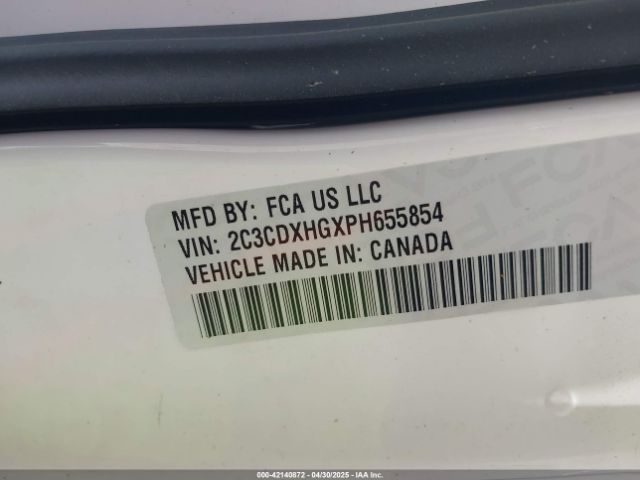 MFD BY: FCA US LLC
VIN: 2C3CDXHGXPH655854
VEHICLE MADE IN: CANADA
000-42140872 - 04/30/2025 - IAA Inc.